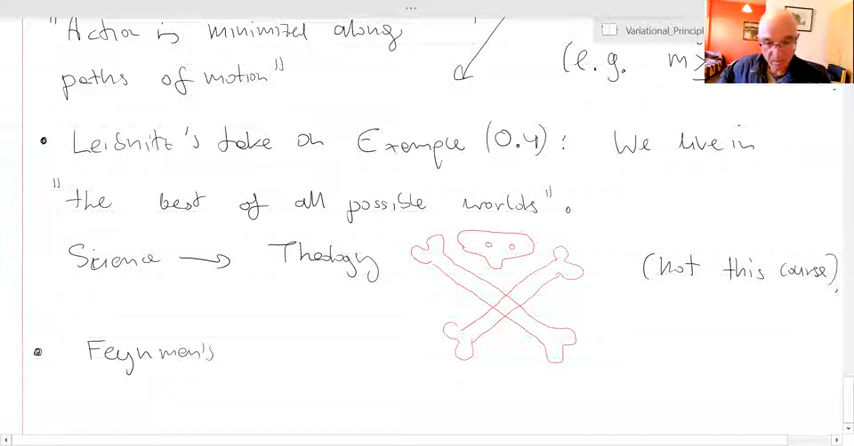 "Action is minimized along
Variational_Principl
paths of motion"
(e.g. m
• Leibnitz's take on Example (0.4): We live in
"the best of all possible worlds".
Science → Theology
(not this course)
Feynman's